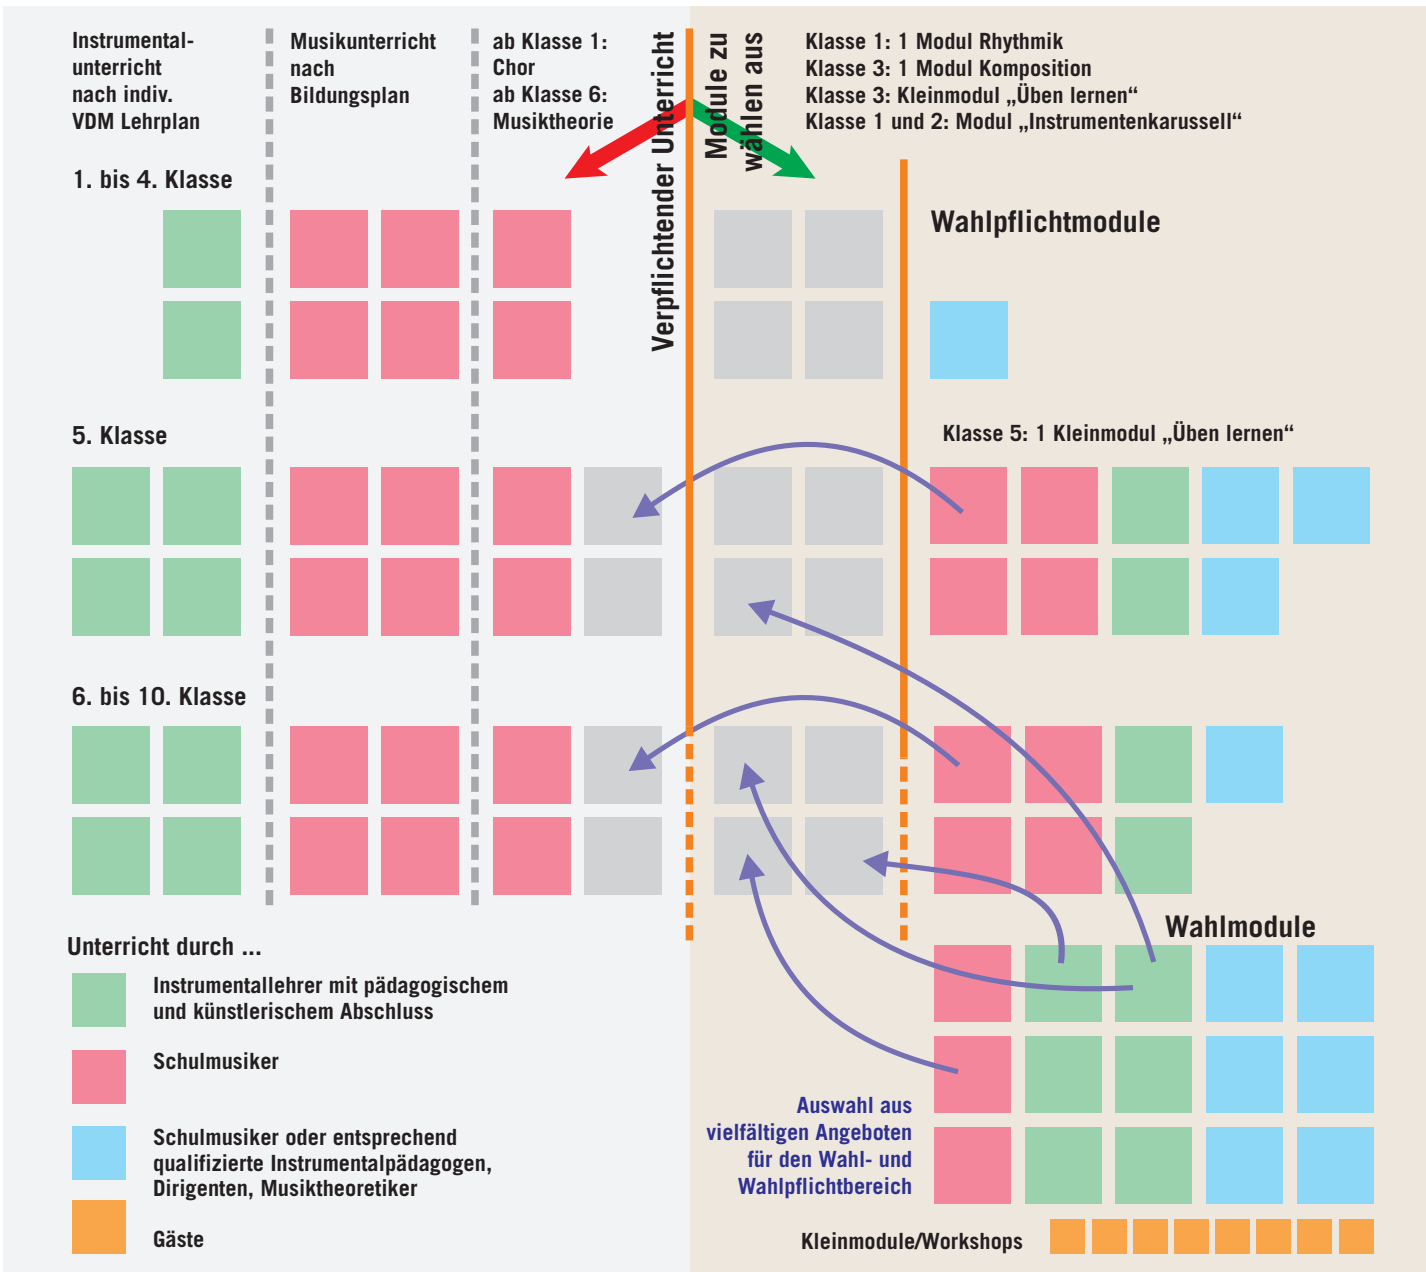 Instrumental-
unterricht
nach indiv.
VDM Lehrplan
Musikunterricht
nach
Bildungsplan
ab Klasse 1:
Chor
ab Klasse 6:
Musiktheorie
Verpflichtender Unterricht
Module zu
wählen aus
Klasse 1: 1 Modul Rhythmik
Klasse 3: 1 Modul Komposition
Klasse 3: Kleinmodul „Üben lernen“
Klasse 1 und 2: Modul „Instrumentenkarussell“
1. bis 4. Klasse
Wahlpflichtmodule
5. Klasse
Klasse 5: 1 Kleinmodul „Üben lernen“
6. bis 10. Klasse
Wahlmodule
Unterricht durch ...
Instrumentallehrer mit pädagogischem
und künstlerischem Abschluss
Schulmusiker
Schulmusiker oder entsprechend
qualifizierte Instrumentalpädagogen,
Dirigenten, Musiktheoretiker
Gäste
Auswahl aus
vielfältigen Angeboten
für den Wahl- und
Wahlpflichtbereich
Kleinmodule/Workshops